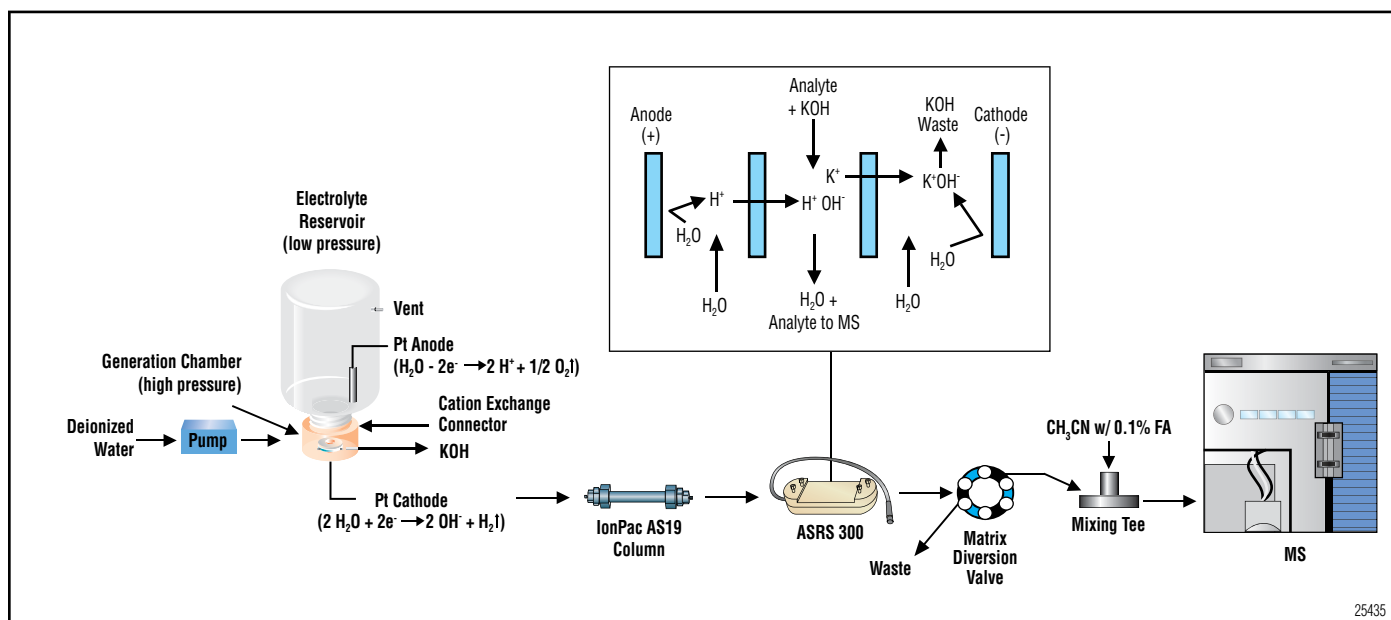 Analyte
+ KOH
Anode
(+)
KOH
Waste
Cathode
(-)
K⁺
K⁺OH⁻
H⁺
H⁺ OH⁻
H₂O
H₂O
H₂O
H₂O
H₂O +
Analyte to MS
Electrolyte
Reservoir
(low pressure)
Vent
Pt Anode
(H₂O - 2e⁻ →2 H⁺ + 1/2 O₂↑)
Generation Chamber
(high pressure)
Cation Exchange
Connector
Deionized
Water
Pump
KOH
Pt Cathode
(2 H₂O + 2e⁻ →2 OH⁻ + H₂↑)
IonPac AS19
Column
ASRS 300
Waste
Matrix
Diversion
Valve
CH₃CN w/ 0.1% FA
Mixing Tee
MS
25435